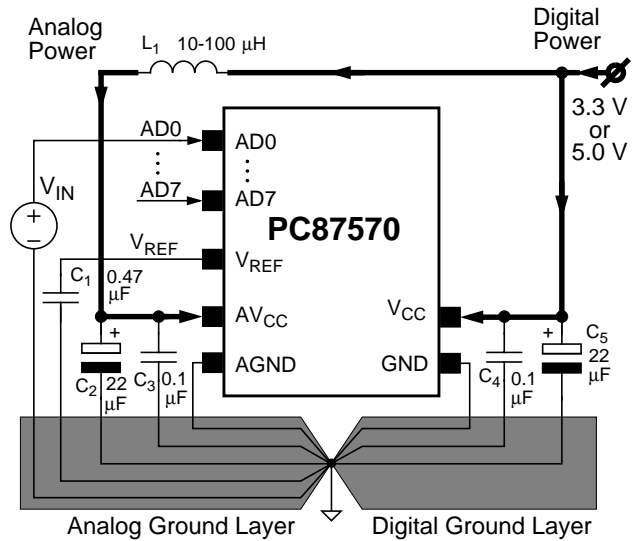 Analog
Power
L1 10-100 μH
Digital
Power
3.3 V
or
5.0 V
AD0
AD0
AD7
AD7
PC87570
VIN
+
−
VREF
VREF
C1 0.47
μF
AVCC
VCC
+
C2 22
μF
C3 0.1
μF
AGND
GND
C4 0.1
μF
+
C5
22
μF
Analog Ground Layer
Digital Ground Layer